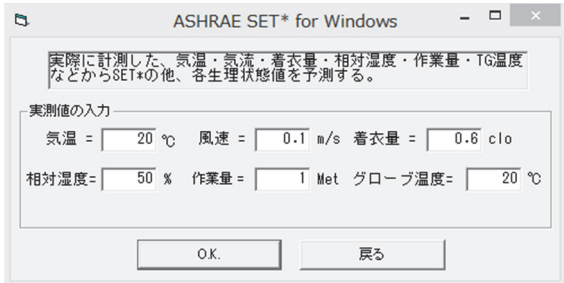 ASHRAE SET* for Windows
実際に計測した、気温・気流・着衣量・相対湿度・作業量・TG温度
などからSET*の他、各生理状態値を予測する。
実測値の入力
気温 = 20 ℃ 風速 = 0.1 m/s 着衣量 = 0.6 clo
相対湿度= 50 % 作業量 = 1 Met グローブ温度= 20 ℃
O.K. 戻る